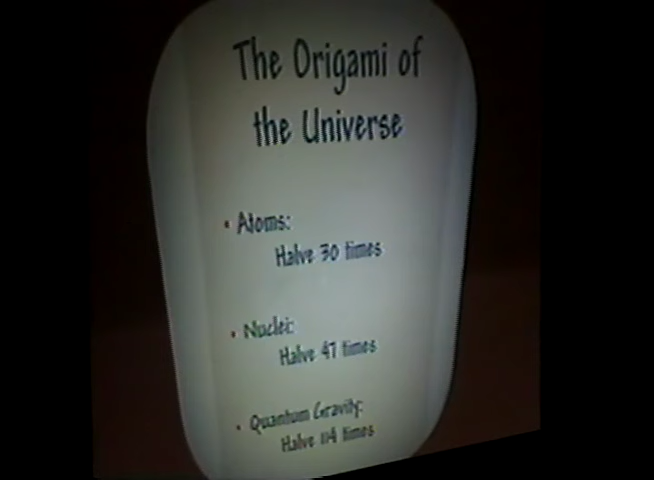 The Origami of
the Universe
• Atoms:
Halve 30 times
• Nuclei:
Halve 47 times
• Quantum Gravity:
Halve 114 times